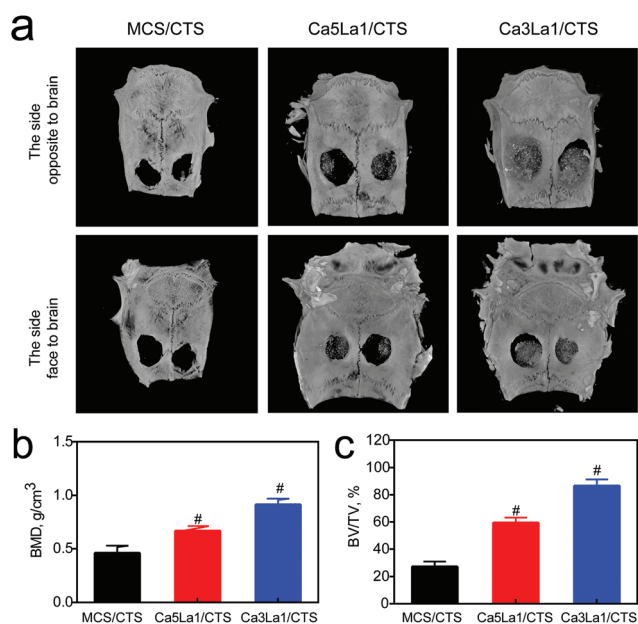 a
MCS/CTS
Ca5La1/CTS
Ca3La1/CTS
The side
opposite to brain
The side
face to brain
b
BMD, g/cm³
1.5
1.0
0.5
0.0
#
#
MCS/CTS
Ca5La1/CTS
Ca3La1/CTS
c
BV/TV, %
120
100
80
60
40
20
0
#
#
MCS/CTS
Ca5La1/CTS
Ca3La1/CTS